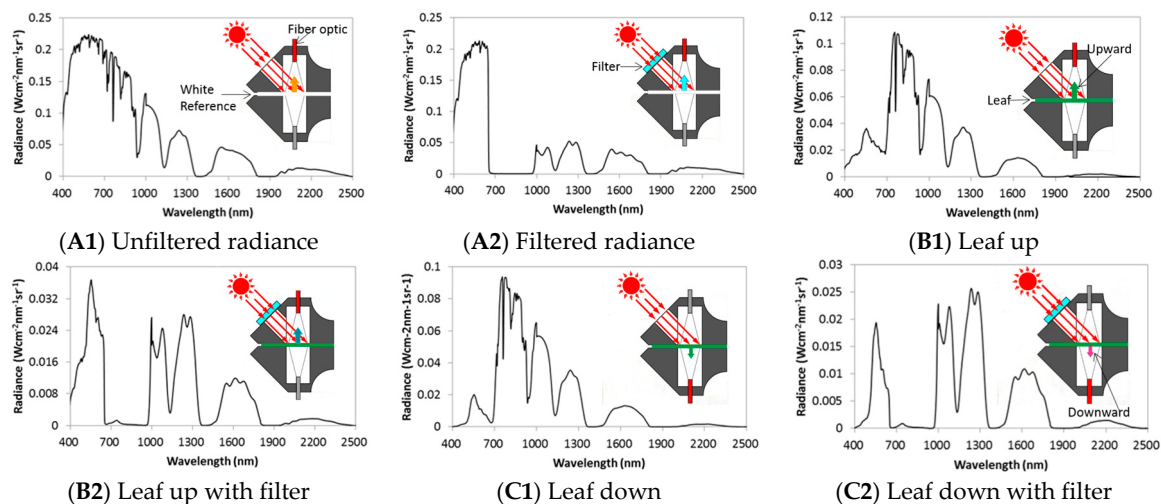 0.25
0.2
0.15
0.1
0.05
0
Radiance (Wcm⁻²nm⁻¹sr⁻¹)
400 700 1000 1300 1600 1900 2200 2500
Wavelength (nm)
Fiber optic
White
Reference
(A1) Unfiltered radiance
0.25
0.2
0.15
0.1
0.05
0
Radiance (Wcm⁻²nm⁻¹sr⁻¹)
400 700 1000 1300 1600 1900 2200 2500
Wavelength (nm)
Filter
(A2) Filtered radiance
0.12
0.1
0.08
0.06
0.04
0.02
0
Radiance (Wcm⁻²nm⁻¹sr⁻¹)
400 700 1000 1300 1600 1900 2200 2500
Wavelength (nm)
Upward
Leaf
(B1) Leaf up
0.04
0.032
0.024
0.016
0.008
0
Radiance (Wcm⁻²nm⁻¹sr⁻¹)
400 700 1000 1300 1600 1900 2200 2500
Wavelength (nm)
(B2) Leaf up with filter
0.1
0.08
0.06
0.04
0.02
0
Radiance (Wcm-2nm-1sr-1)
400 700 1000 1300 1600 1900 2200 2500
Wavelength (nm)
(C1) Leaf down
0.03
0.025
0.02
0.015
0.01
0.005
0
Radiance (Wcm⁻²nm⁻¹sr⁻¹)
400 700 1000 1300 1600 1900 2200 2500
Wavelength (nm)
Downward
(C2) Leaf down with filter